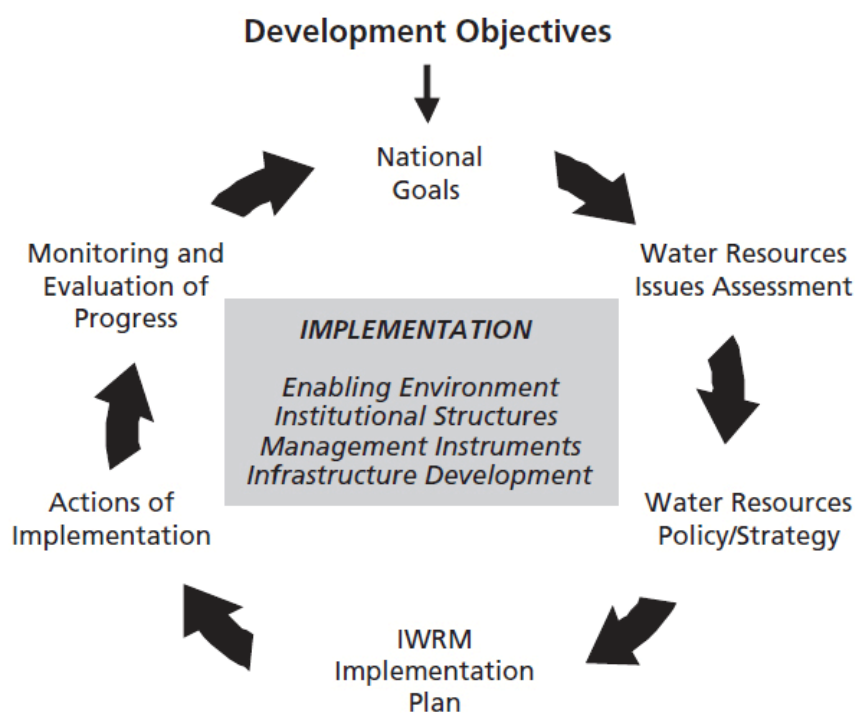 Development Objectives
National
Goals
Water Resources
Issues Assessment
Water Resources
Policy/Strategy
IWRM
Implementation
Plan
Actions of
Implementation
Monitoring and
Evaluation of
Progress
IMPLEMENTATION
Enabling Environment
Institutional Structures
Management Instruments
Infrastructure Development